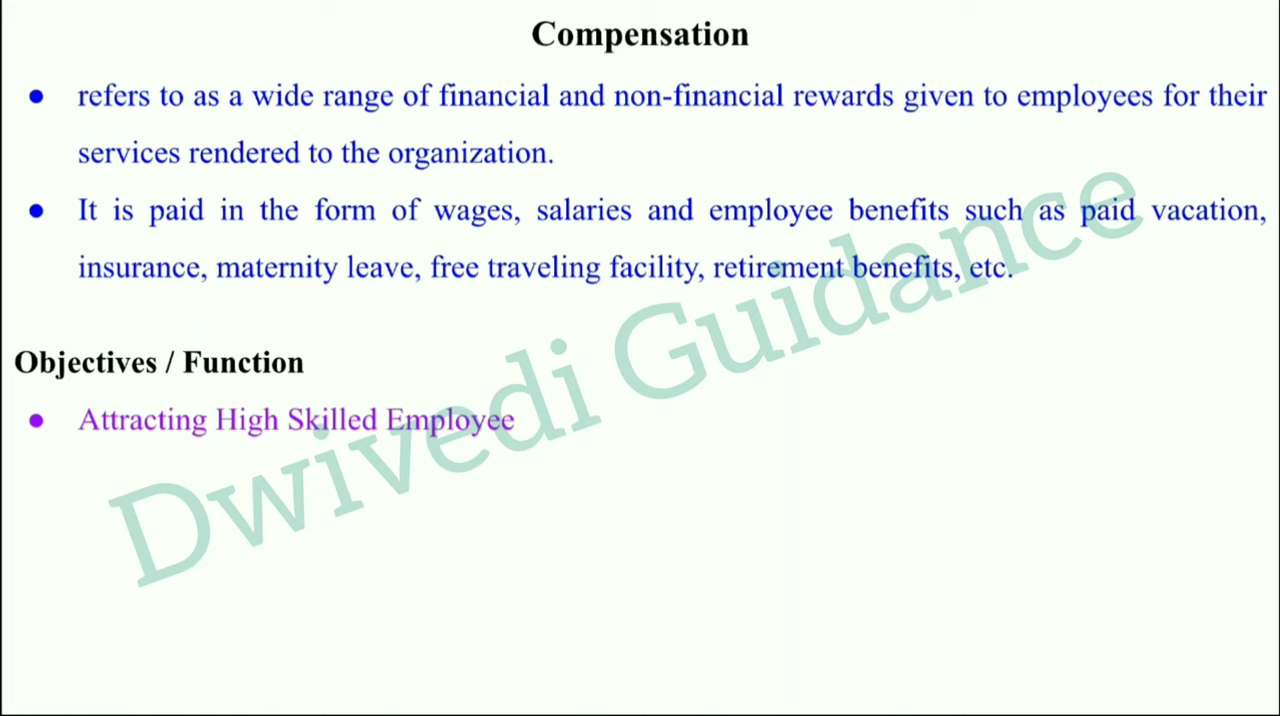 Compensation
● refers to as a wide range of financial and non-financial rewards given to employees for their
services rendered to the organization.
● It is paid in the form of wages, salaries and employee benefits such as paid vacation,
insurance, maternity leave, free traveling facility, retirement benefits, etc.
Objectives / Function
● Attracting High Skilled Employee
Dwivedi Guidance